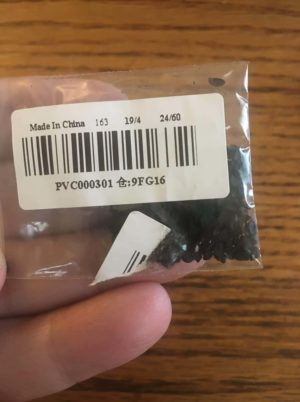 Made In China 163 19/4 24/60
PVC000301 仓:9FG16